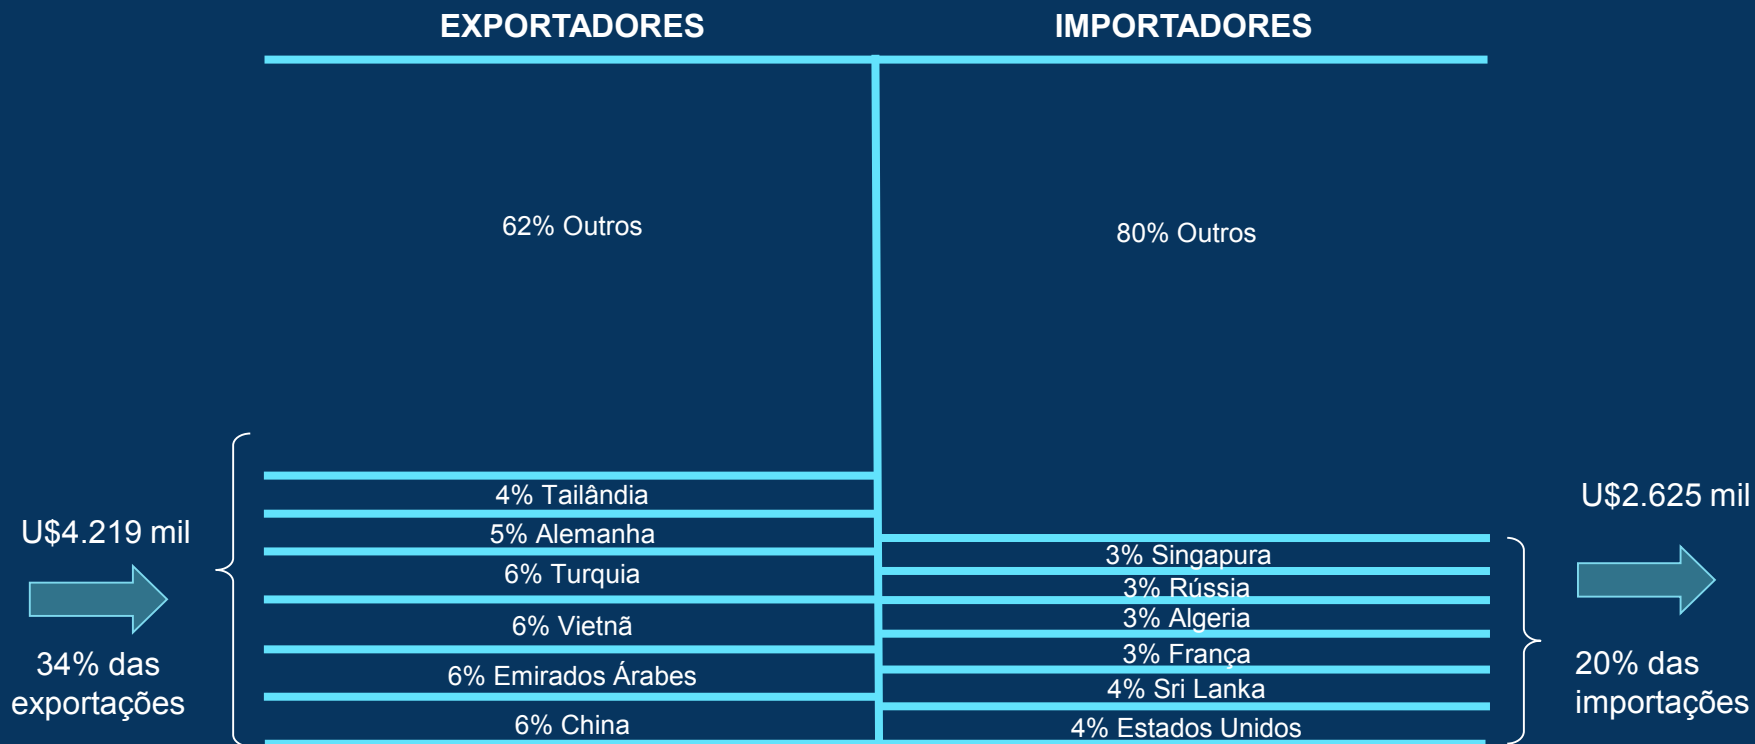 EXPORTADORES
IMPORTADORES
62% Outros
80% Outros
4% Tailândia
5% Alemanha
6% Turquia
6% Vietnã
6% Emirados Árabes
6% China
3% Singapura
3% Rússia
3% Algeria
3% França
4% Sri Lanka
4% Estados Unidos
U$4.219 mil
34% das
exportações
U$2.625 mil
20% das
importações